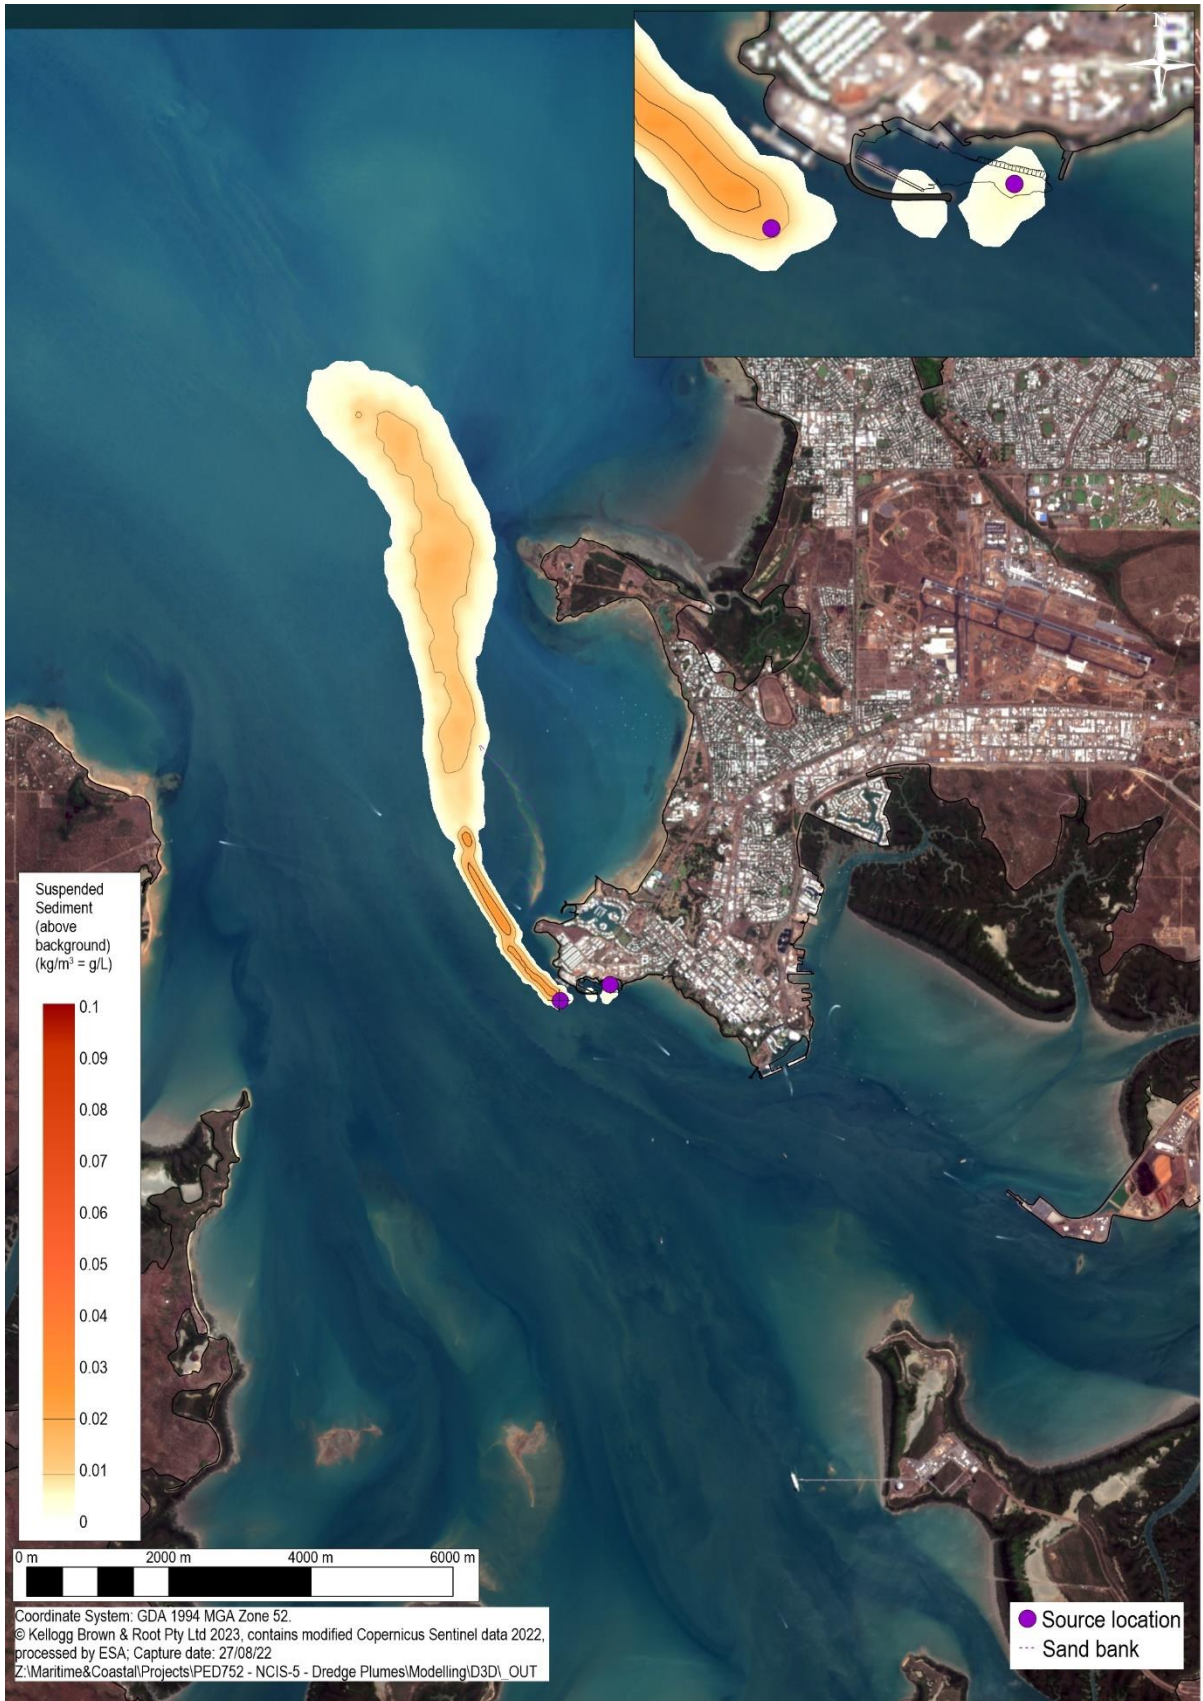 N
Suspended
Sediment
(above
background)
(kg/m³ = g/L)
0.1
0.09
0.08
0.07
0.06
0.05
0.04
0.03
0.02
0.01
0
0 m 2000 m 4000 m 6000 m
Coordinate System: GDA 1994 MGA Zone 52.
© Kellogg Brown & Root Pty Ltd 2023, contains modified Copernicus Sentinel data 2022,
processed by ESA; Capture date: 27/08/22
Z:\Maritime&Coastal\Projects\PED752 - NCIS-5 - Dredge Plumes\Modelling\D3D\_OUT
Source location
Sand bank